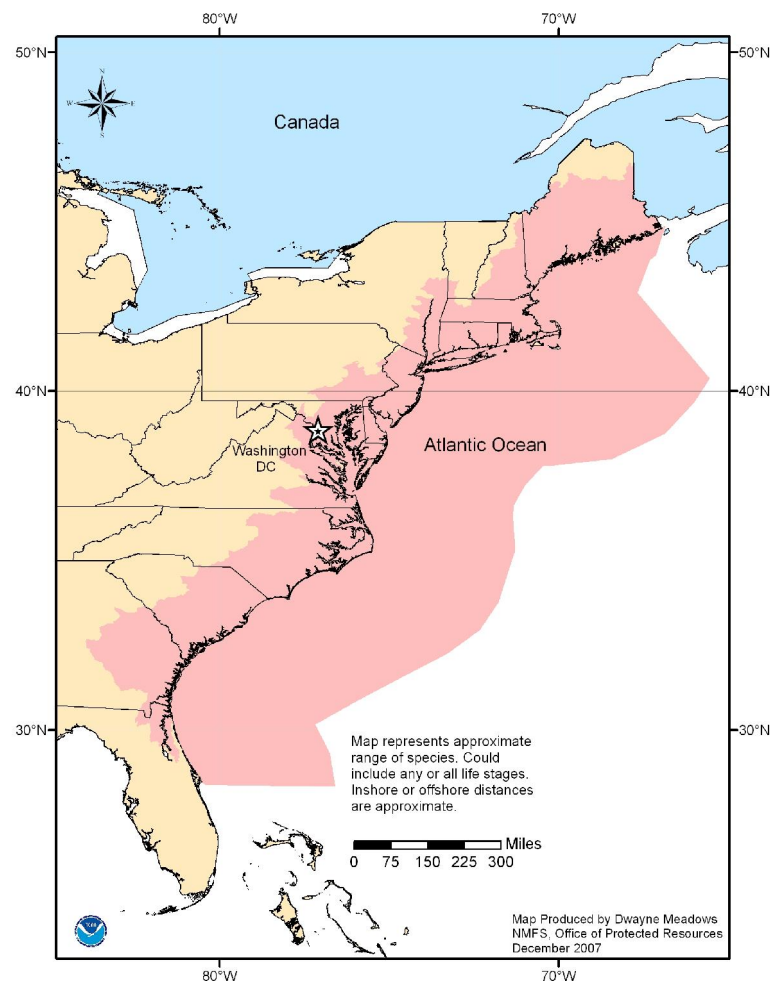 80°W
70°W
50°N
50°N
N
W
E
S
Canada
40°N
40°N
Washington
DC
Atlantic Ocean
30°N
30°N
Map represents approximate
range of species. Could
include any or all life stages.
Inshore or offshore distances
are approximate.
Miles
0 75 150 225 300
Map Produced by Dwayne Meadows
NMFS, Office of Protected Resources
December 2007
80°W
70°W